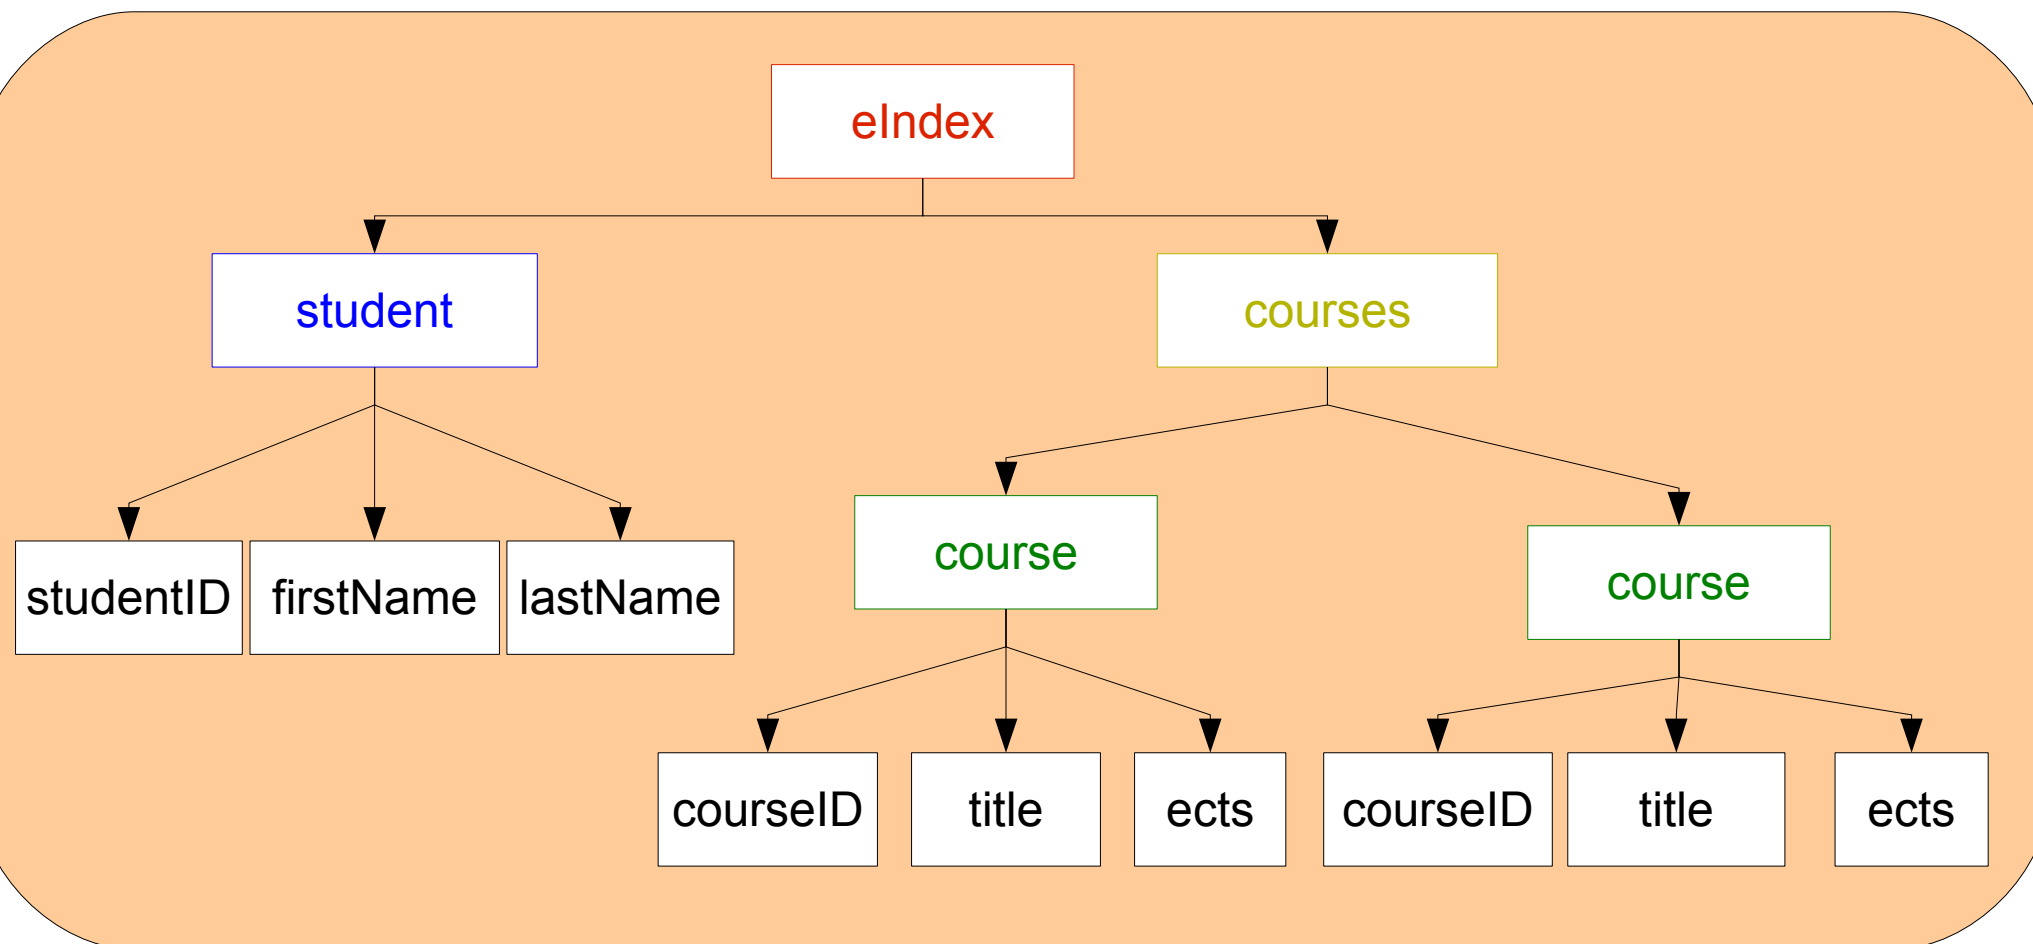 eIndex
student
courses
course
course
studentID
firstName
lastName
courseID
title
ects
courseID
title
ects